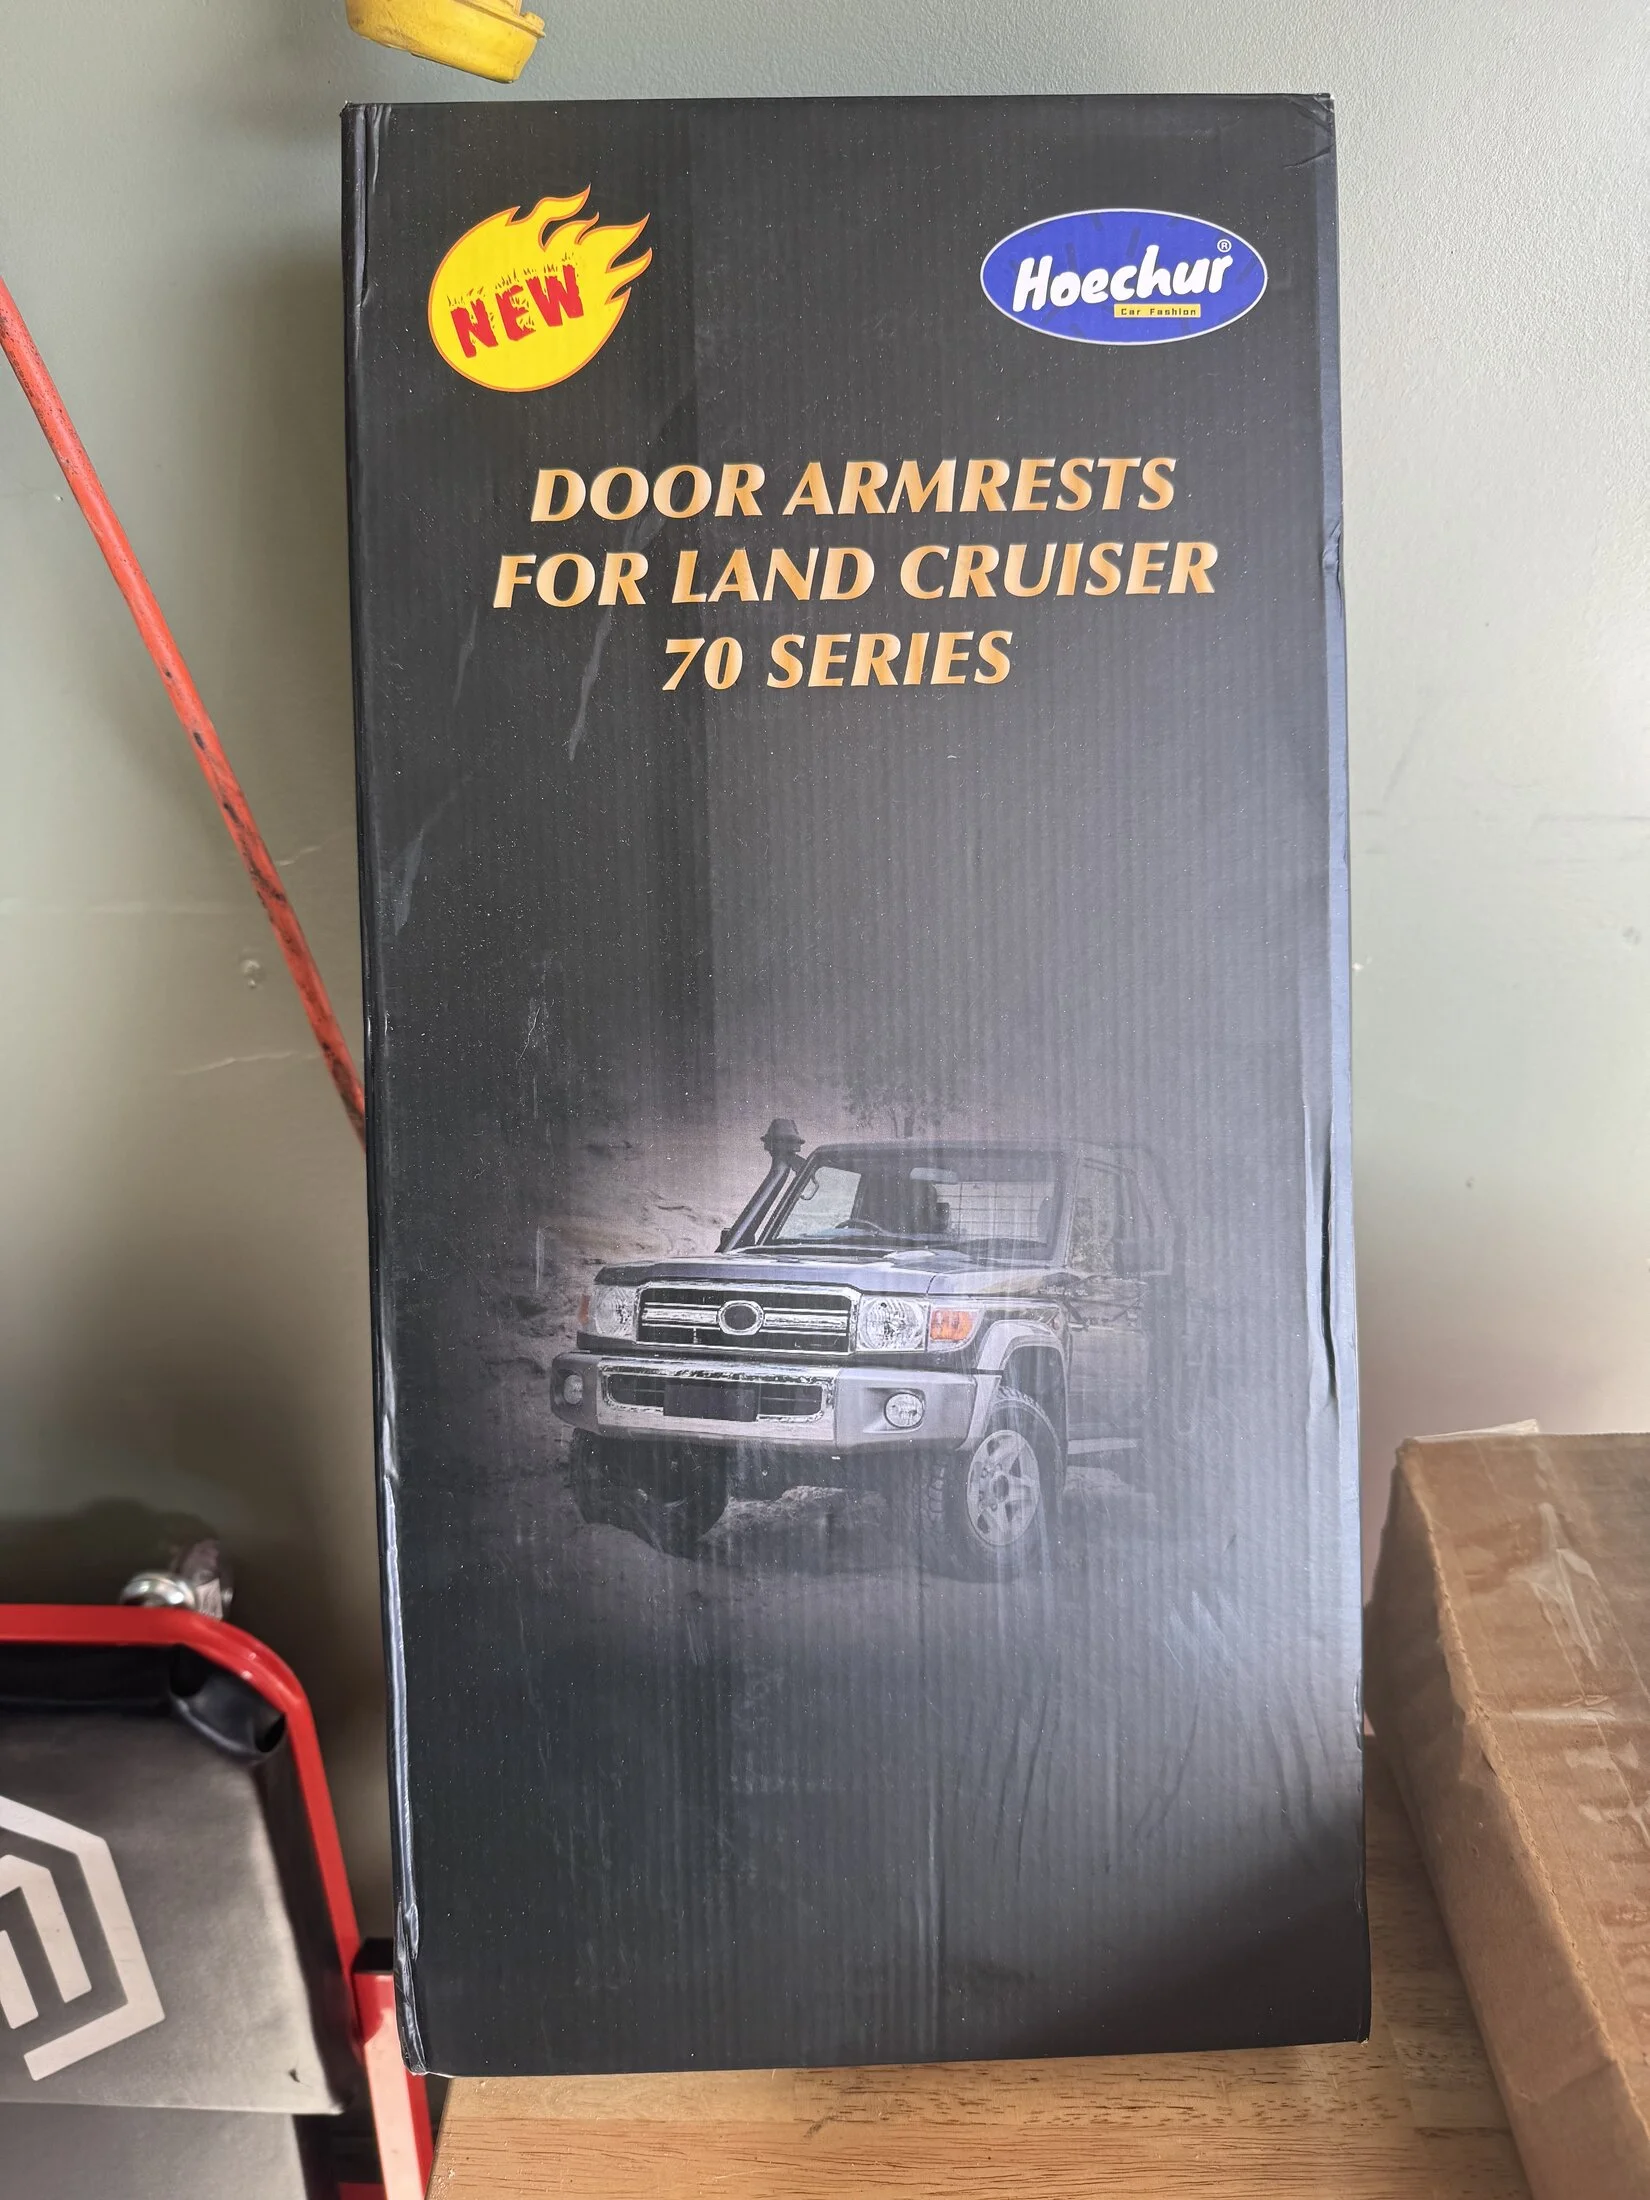 NEW
Hoechur®
Car Fashion
DOOR ARMRESTS
FOR LAND CRUISER
70 SERIES